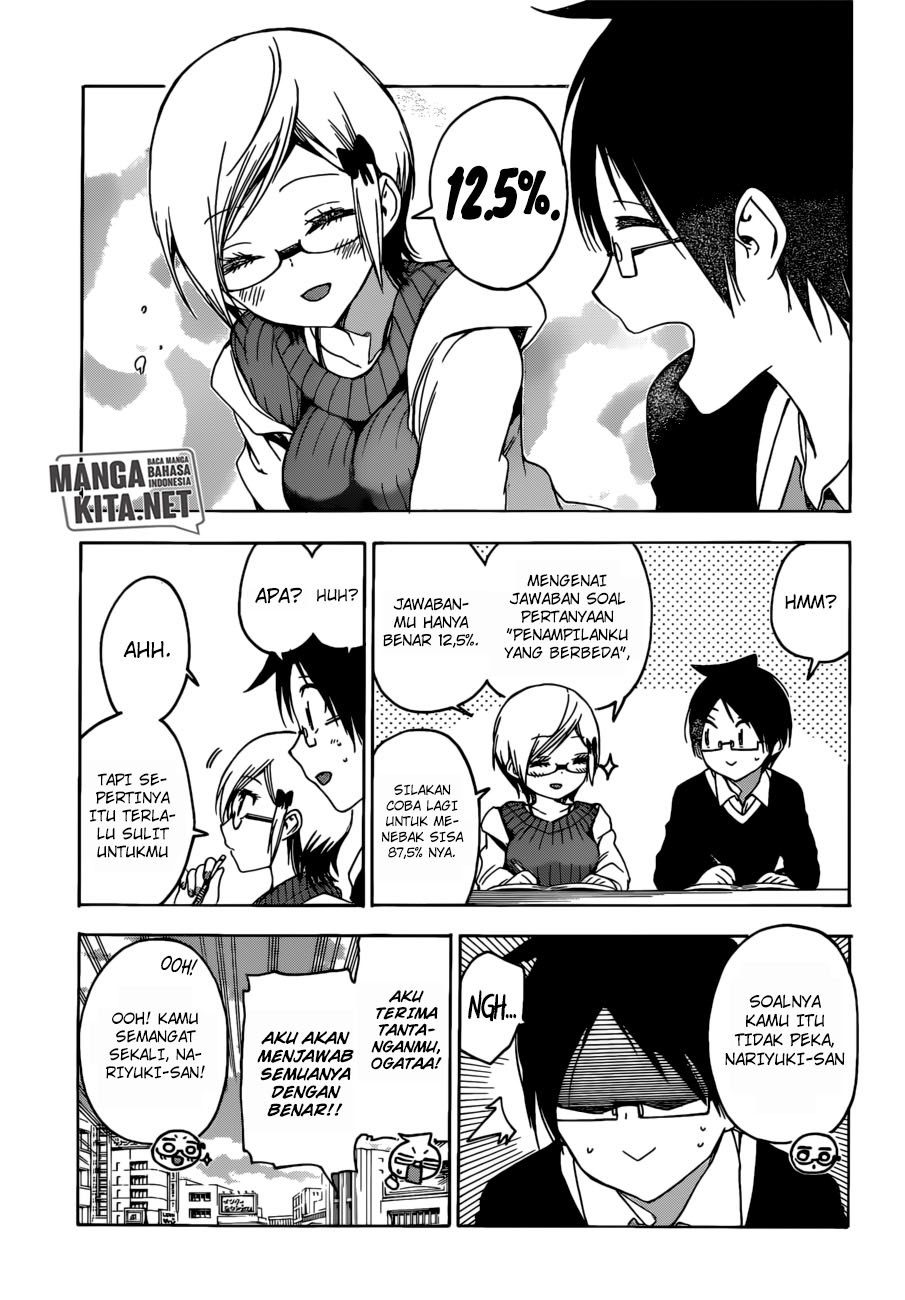 12.5%.
MANGA
KITA.NET
BACA MANGA
BAHASA
INDONESIA
HMM?
MENGENAI
JAWABAN SOAL
PERTANYAAN
"PENAMPILANKU
YANG BERBEDA",
JAWABAN-
MU HANYA
BENAR 12,5%.
SILAKAN
COBA LAGI
UNTUK ME-
NEBAK SISA
87,5% NYA.
HUH?
APA?
AHH.
TAPI SE-
PERTINYA
ITU TERLA-
LU SULIT
UNTUKMU
SOALNYA
KAMU ITU
TIDAK PEKA,
NARIYUKI-SAN
NGH...
AKU
TERIMA
TANTA-
NGANMU,
OGATAA!
AKU AKAN
MENJAWAB
SEMUANYA
DENGAN
BENAR!!
OOH!
OOH! KAMU
SEMANGAT
SEKALI, NA-
RIYUKI-SAN!